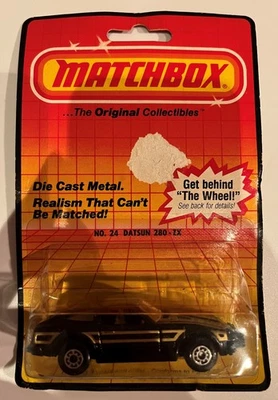 MATCHBOX
...The Original Collectibles
Die Cast Metal.
Realism That Can't
Be Matched!
Get behind
"The Wheel!"
See back for details!
NO. 24 DATSUN 280-ZX